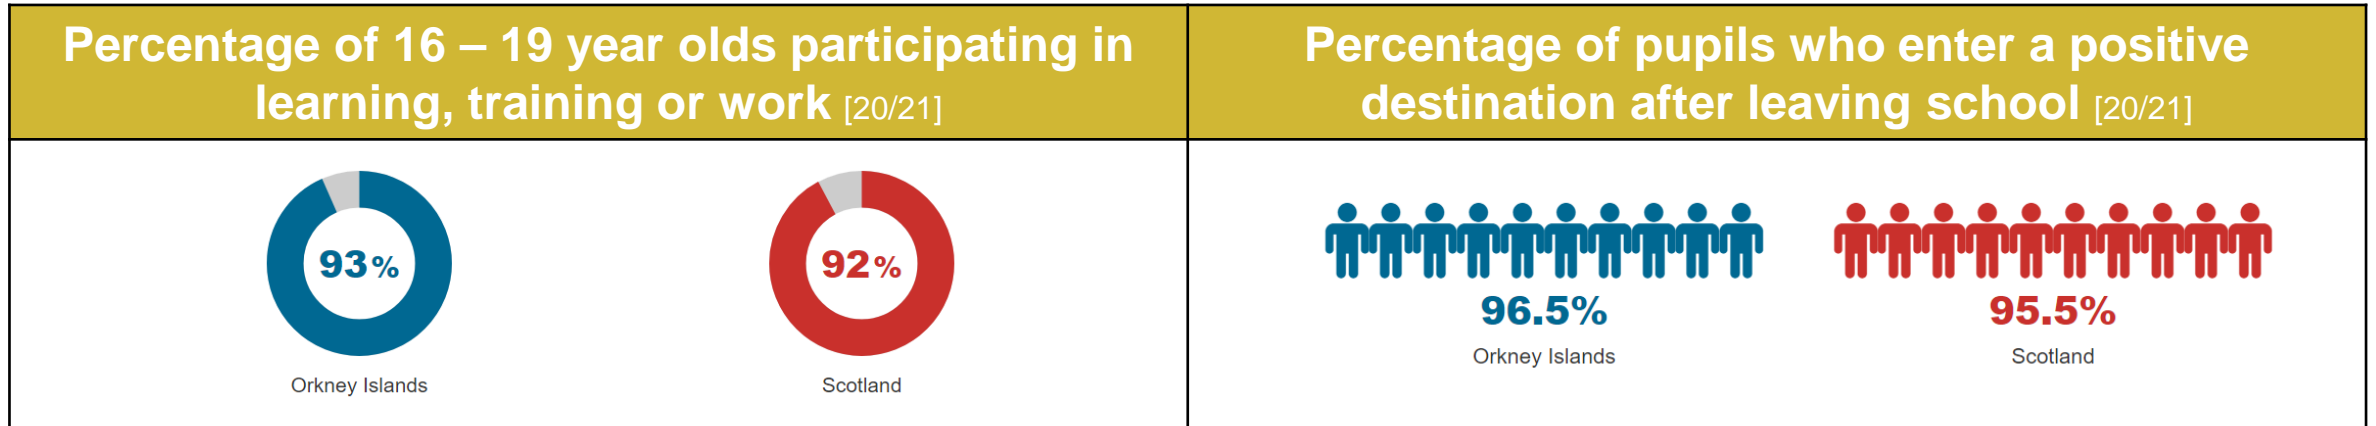 Percentage of 16 – 19 year olds participating in
learning, training or work [20/21]
Percentage of pupils who enter a positive
destination after leaving school [20/21]
93%
Orkney Islands
92%
Scotland
96.5%
Orkney Islands
95.5%
Scotland